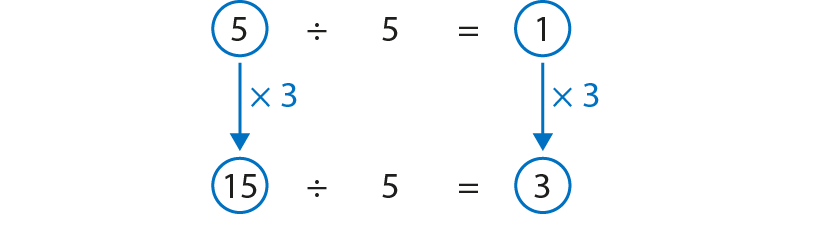 5 ÷ 5 = 1
× 3 × 3
15 ÷ 5 = 3